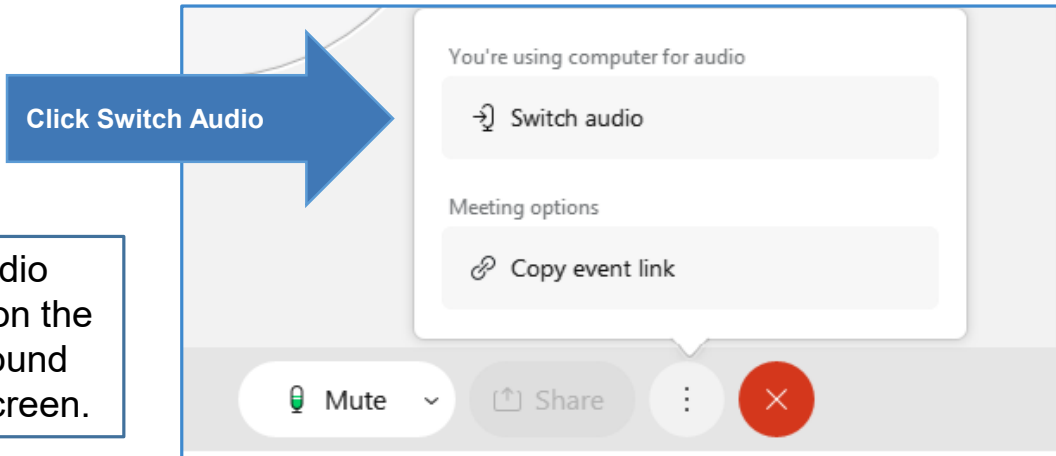 Click Switch Audio
You're using computer for audio
Switch audio
Meeting options
Copy event link
dio
on the
ound
creen.
Mute
Share